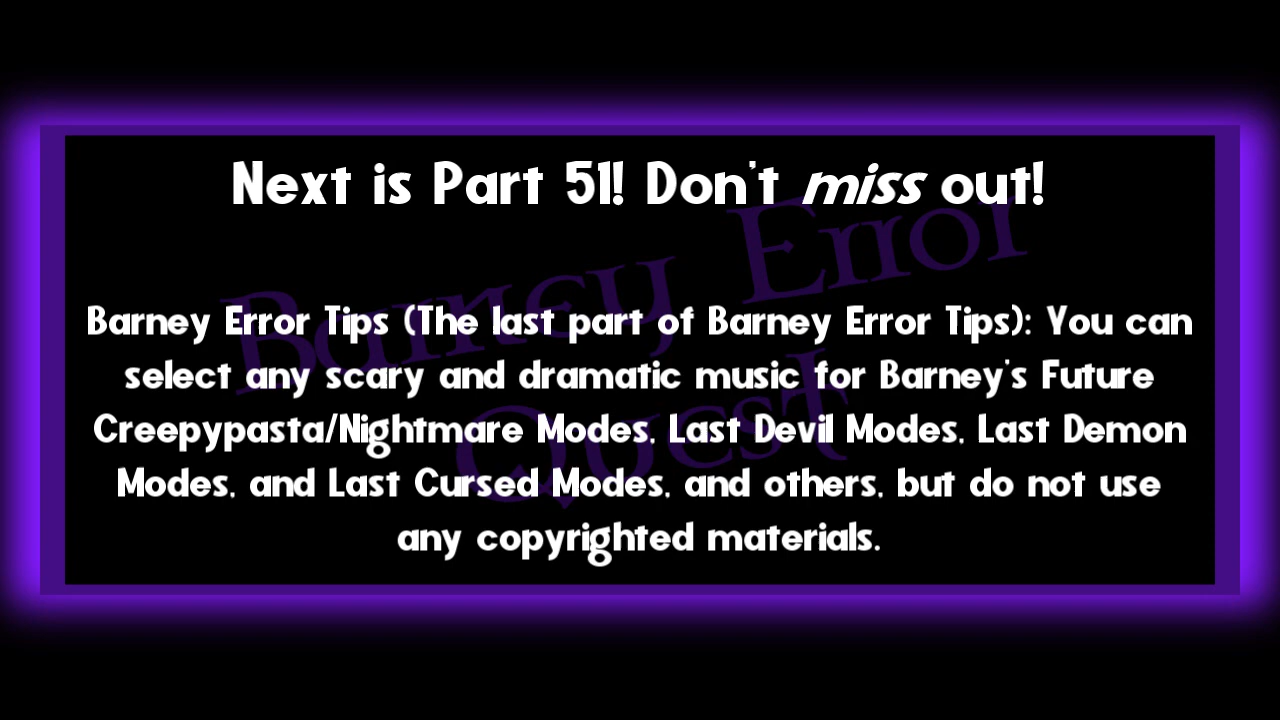 Next is Part 51! Don't miss out!
Barney Error
Quest
Barney Error Tips (The last part of Barney Error Tips): You can
select any scary and dramatic music for Barney's Future
Creepypasta/Nightmare Modes, Last Devil Modes, Last Demon
Modes, and Last Cursed Modes, and others, but do not use
any copyrighted materials.